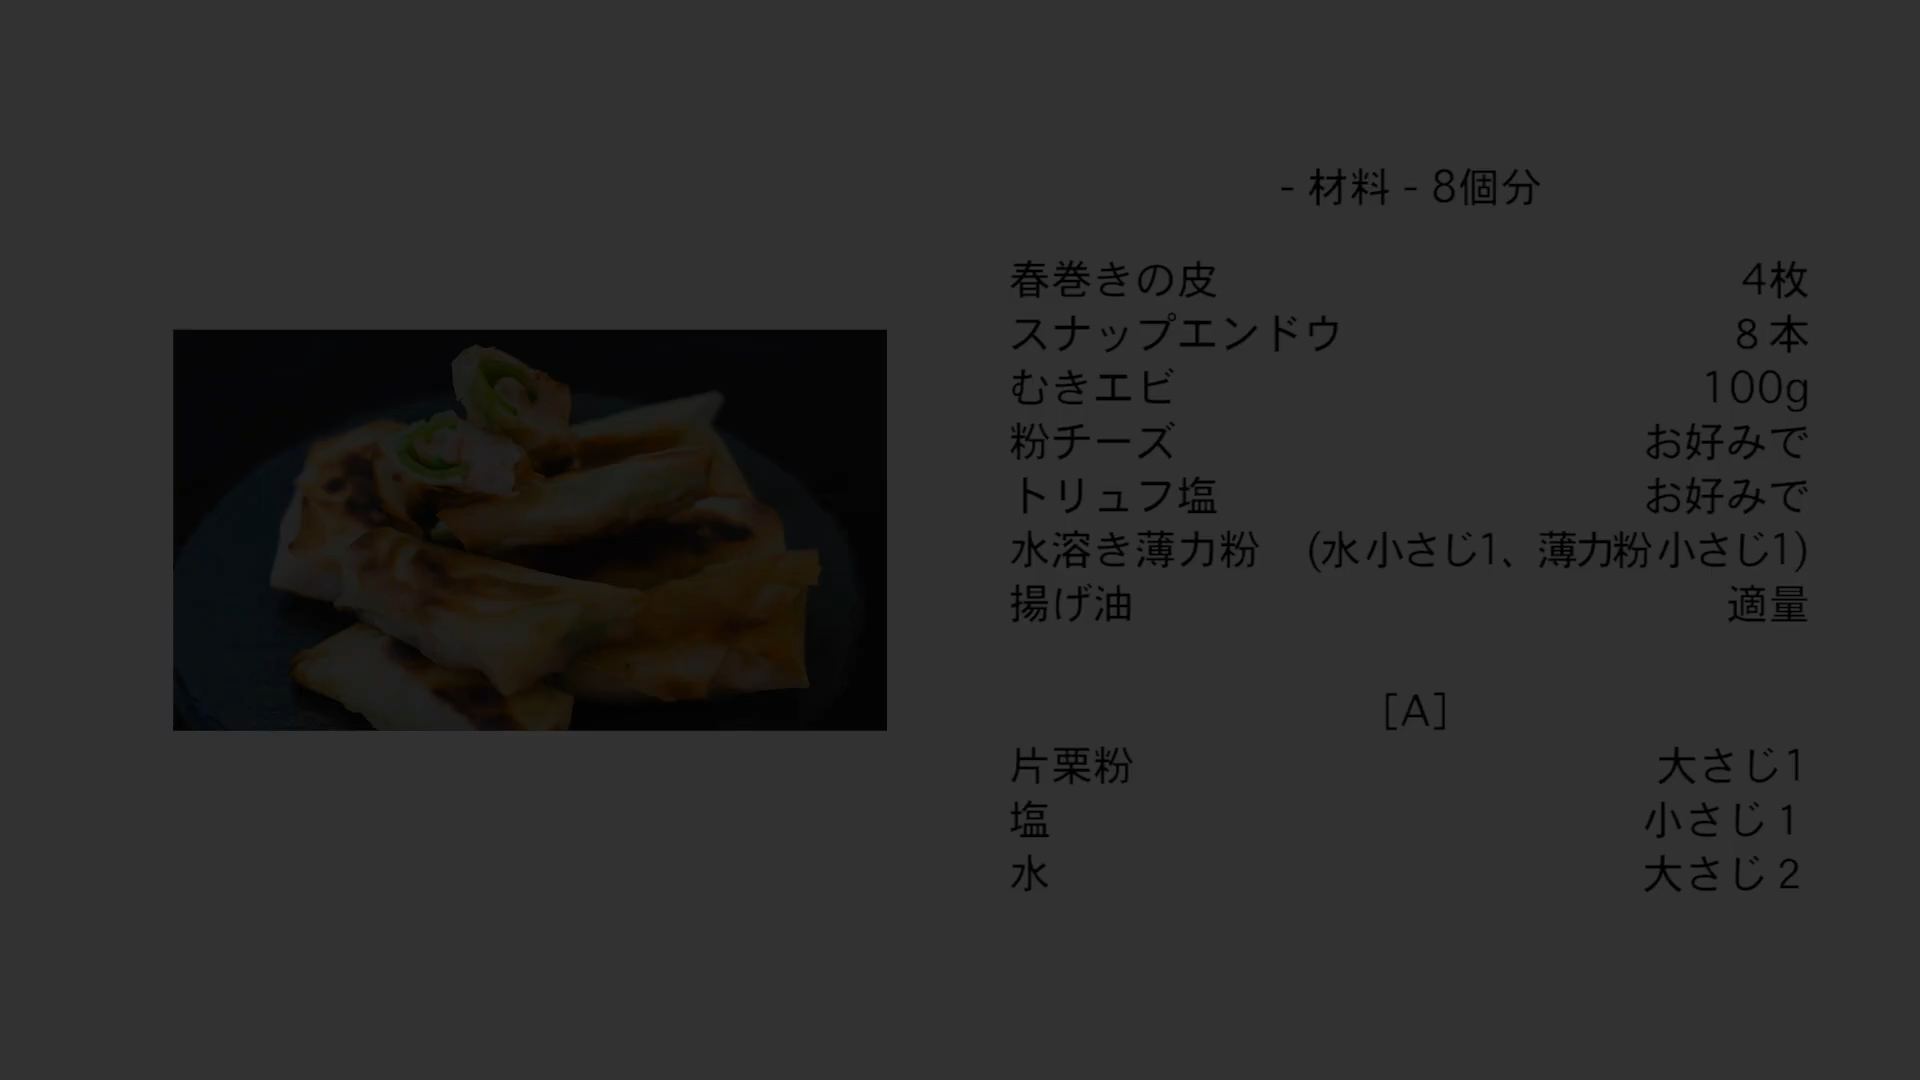 - 材料 - 8個分
春巻きの皮 4枚
スナップエンドウ 8本
むきエビ 100g
粉チーズ お好みで
トリュフ塩 お好みで
水溶き薄力粉 (水小さじ1、薄力粉小さじ1)
揚げ油 適量
[A]
片栗粉 大さじ1
塩 小さじ1
水 大さじ2